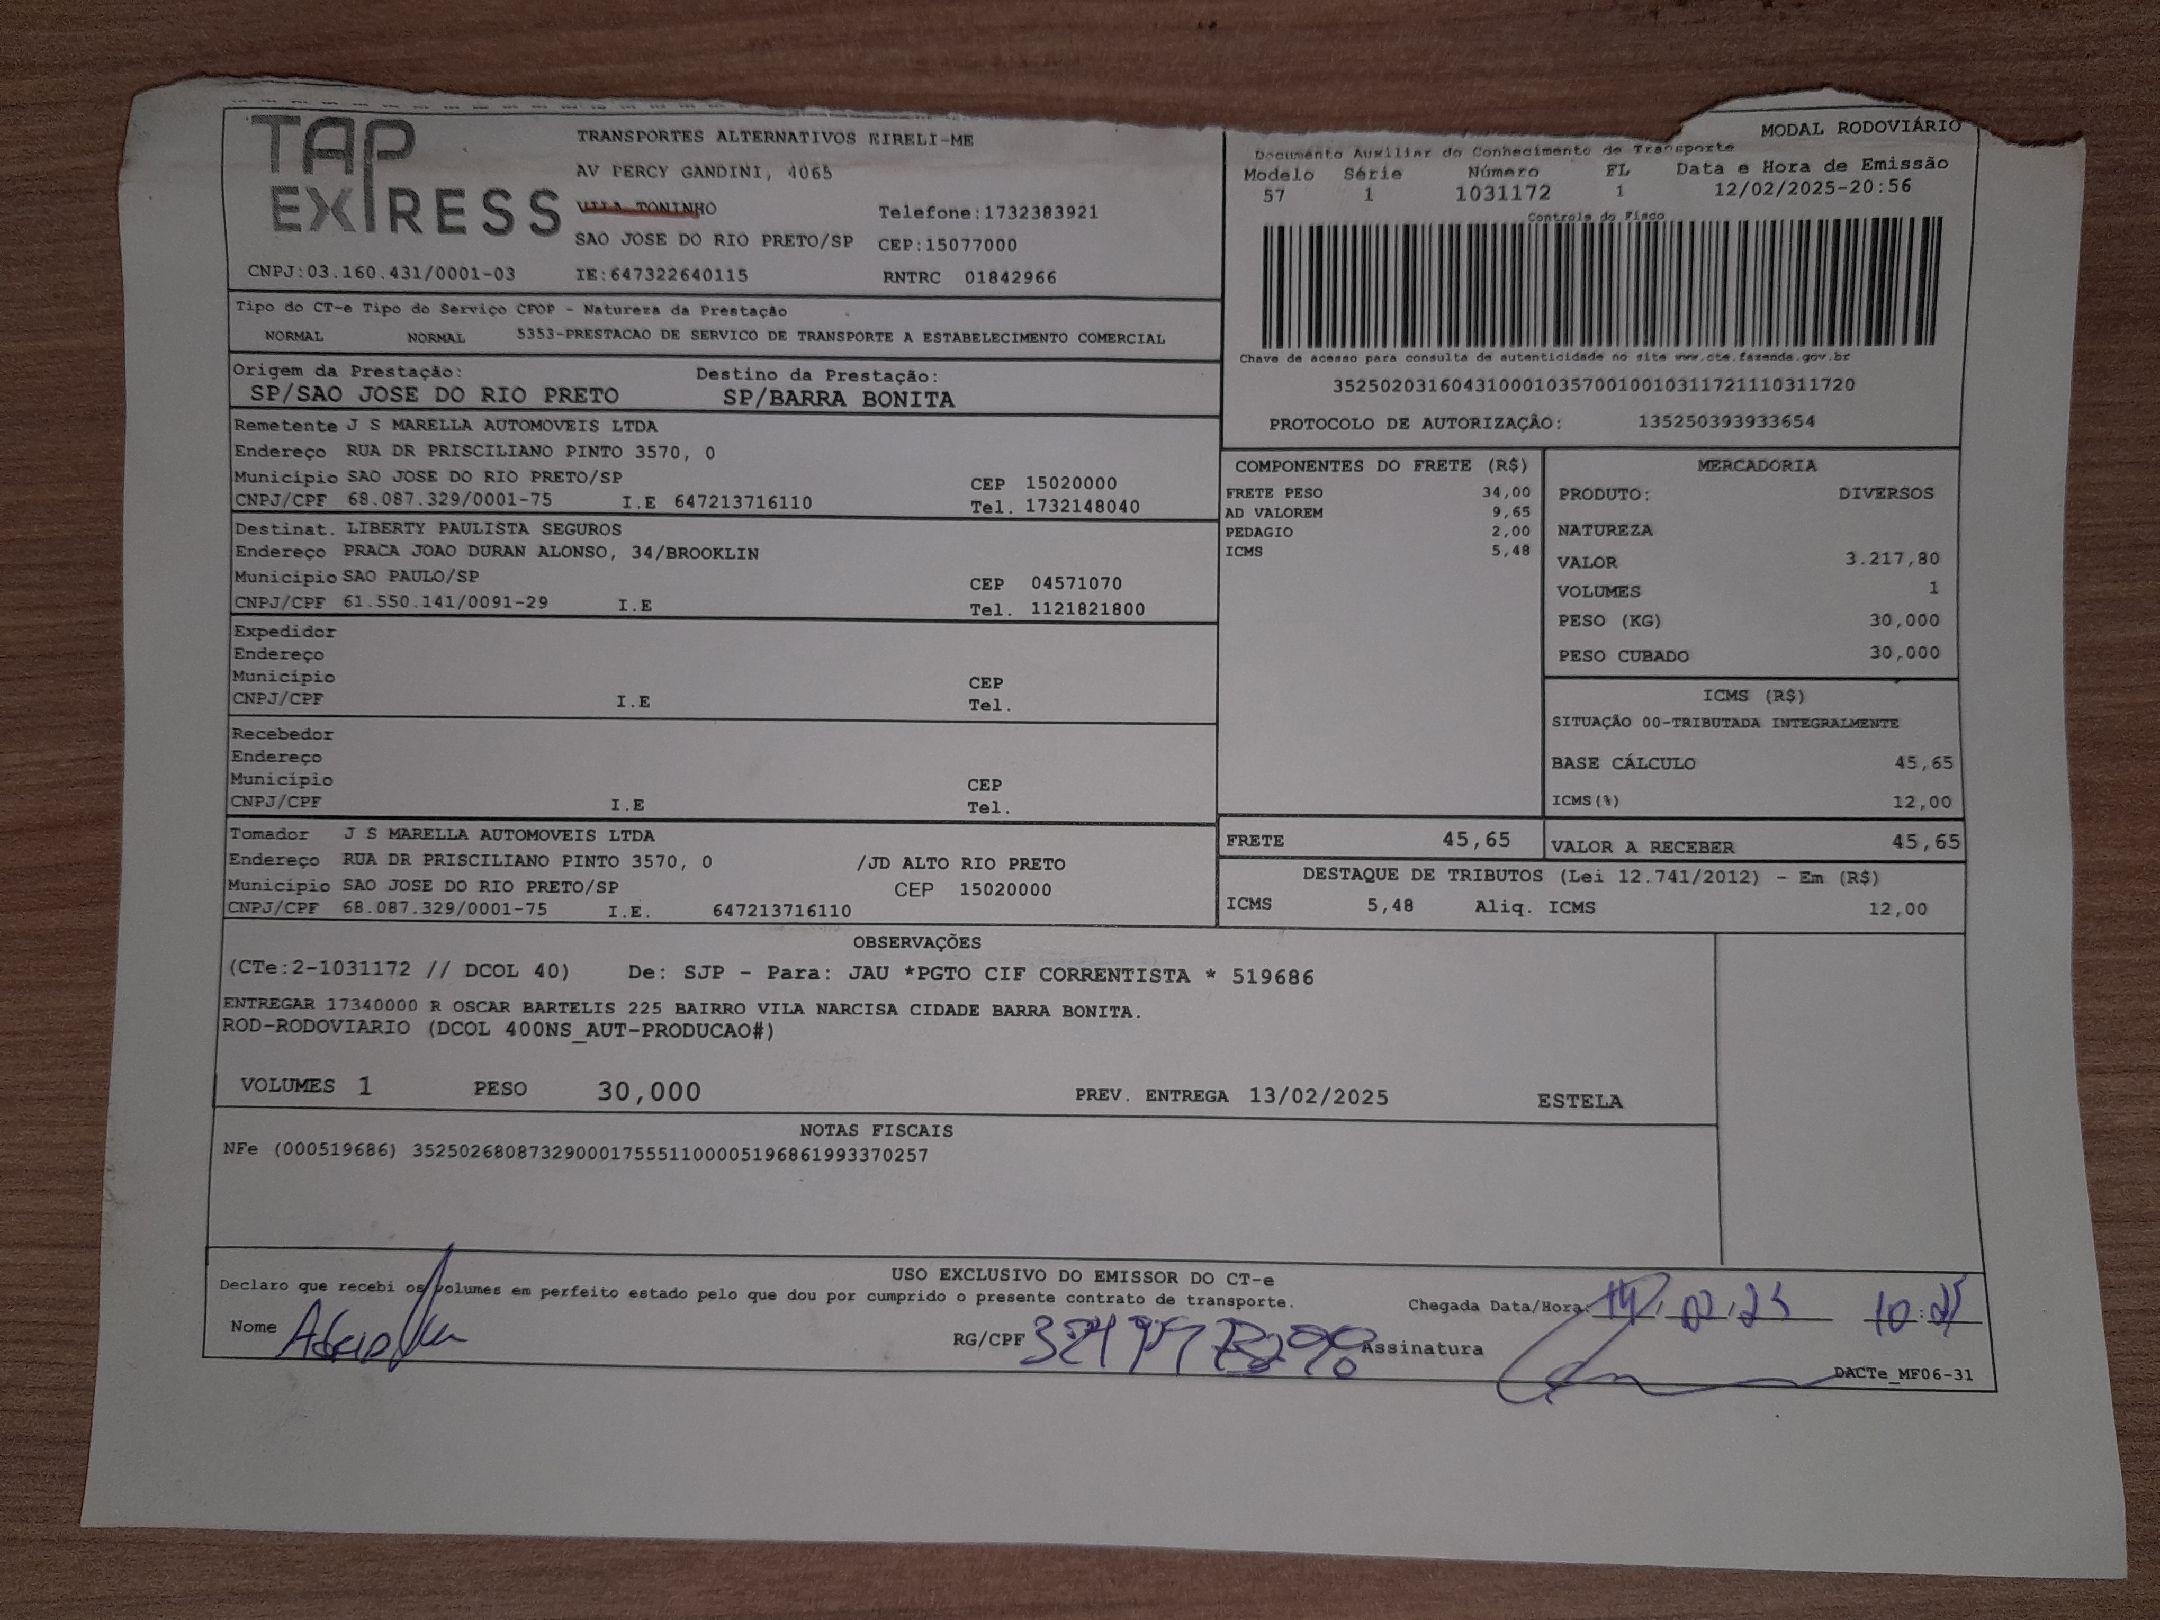 TAP EXPRESS
TRANSPORTES ALTERNATIVOS EIRELI-ME
AV PERCY GANDINI, 4065
VILA TONINHO Telefone:1732383921
SAO JOSE DO RIO PRETO/SP CEP:15077000
CNPJ:03.160.431/0001-03 IE:647322640115 RNTRC 01842966
MODAL RODOVIÁRIO
Documento Auxiliar do Conhecimento de Transporte
Modelo Série Número FL Data e Hora de Emissão
57 1 1031172 1 12/02/2025-20:56
Controle do Fisco
Chave de acesso para consulta de autenticidade no site www.cte.fazenda.gov.br
35250203160431000103570010010311721110311720
PROTOCOLO DE AUTORIZAÇÂO: 135250393933654
Tipo do CT-e Tipo do Serviço CFOP - Natureza da Prestação
NORMAL NORMAL 5353-PRESTACAO DE SERVICO DE TRANSPORTE A ESTABELECIMENTO COMERCIAL
Origem da Prestação: Destino da Prestação:
SP/SAO JOSE DO RIO PRETO SP/BARRA BONITA
Remetente J S MARELLA AUTOMOVEIS LTDA
Endereço RUA DR PRISCILIANO PINTO 3570, 0
Município SAO JOSE DO RIO PRETO/SP CEP 15020000
CNPJ/CPF 68.087.329/0001-75 I.E 647213716110 Tel. 1732148040
Destinat. LIBERTY PAULISTA SEGUROS
Endereço PRACA JOAO DURAN ALONSO, 34/BROOKLIN
Município SAO PAULO/SP CEP 04571070
CNPJ/CPF 61.550.141/0091-29 I.E Tel. 1121821800
Expedidor
Endereço
Município CEP
CNPJ/CPF I.E Tel.
Recebedor
Endereço
Município CEP
CNPJ/CPF I.E Tel.
Tomador J S MARELLA AUTOMOVEIS LTDA
Endereço RUA DR PRISCILIANO PINTO 3570, 0 /JD ALTO RIO PRETO
Município SAO JOSE DO RIO PRETO/SP CEP 15020000
CNPJ/CPF 68.087.329/0001-75 I.E. 647213716110
COMPONENTES DO FRETE (R$)
FRETE PESO 34,00
AD VALOREM 9,65
PEDAGIO 2,00
ICMS 5,48
MERCADORIA
PRODUTO: DIVERSOS
NATUREZA
VALOR 3.217,80
VOLUMES 1
PESO (KG) 30,000
PESO CUBADO 30,000
ICMS (R$)
SITUAÇÃO 00-TRIBUTADA INTEGRALMENTE
BASE CÁLCULO 45,65
ICMS(%) 12,00
FRETE 45,65 VALOR A RECEBER 45,65
DESTAQUE DE TRIBUTOS (Lei 12.741/2012) - Em (R$)
ICMS 5,48 Aliq. ICMS 12,00
OBSERVAÇÕES
(CTe:2-1031172 // DCOL 40) De: SJP - Para: JAU *PGTO CIF CORRENTISTA * 519686
ENTREGAR 17340000 R OSCAR BARTELIS 225 BAIRRO VILA NARCISA CIDADE BARRA BONITA.
ROD-RODOVIARIO (DCOL 400NS_AUT-PRODUCAO#)
VOLUMES 1 PESO 30,000 PREV. ENTREGA 13/02/2025 ESTELA
NOTAS FISCAIS
NFe (000519686) 35250268087329000175551100005196861993370257
USO EXCLUSIVO DO EMISSOR DO CT-e
Declaro que recebi os volumes em perfeito estado pelo que dou por cumprido o presente contrato de transporte.
Chegada Data/Hora: 14, 02, 25
Nome RG/CPF Assinatura
DACTe_MF06-31